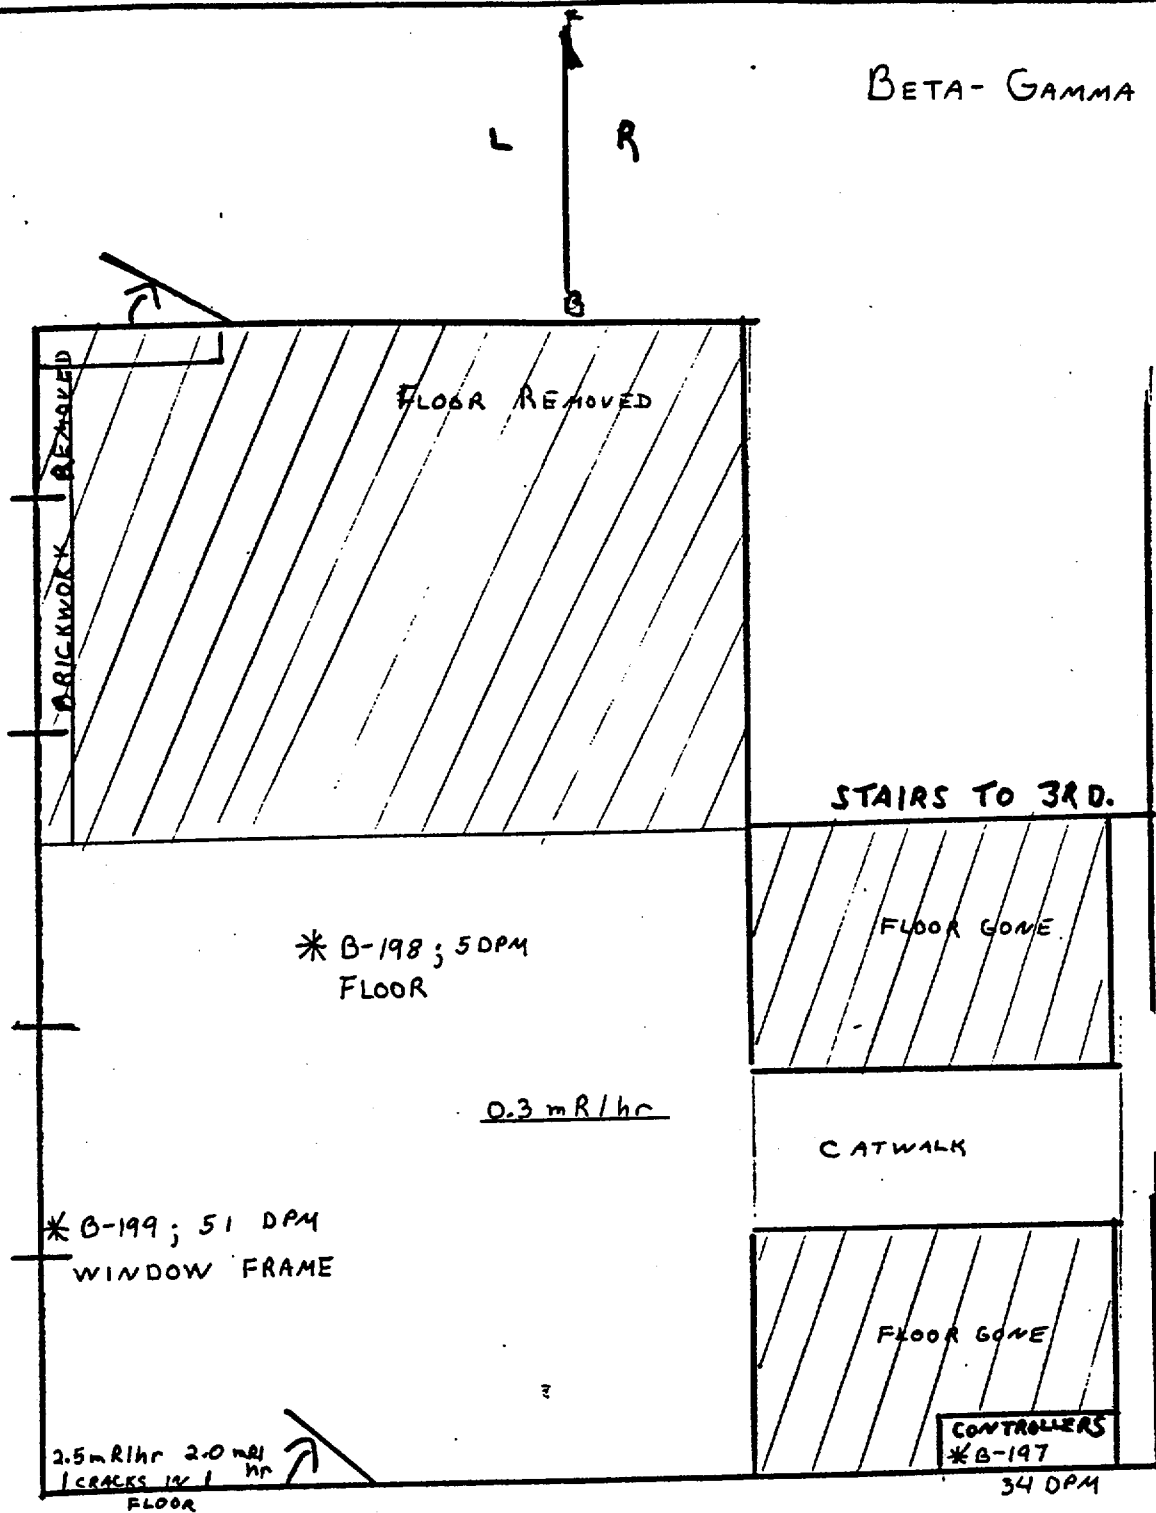 F
BETA- GAMMA
L R
B
FLOOR REMOVED
BRICKWORK REMOVED
STAIRS TO 3RD.
* B-198 ; 5 DPM
FLOOR
FLOOR GONE
0.3 mR/hr
CATWALK
* B-199 ; 51 DPM
WINDOW FRAME
FLOOR GONE
2.5 mR/hr 2.0 mR/
hr
CRACKS IN
FLOOR
CONTROLLERS
* B-197
34 DPM